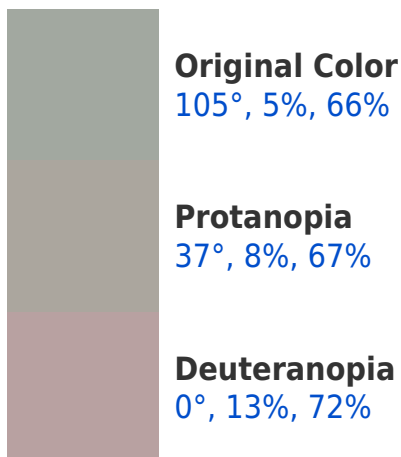 Original Color
105°, 5%, 66%
Protanopia
37°, 8%, 67%
Deuteranopia
0°, 13%, 72%